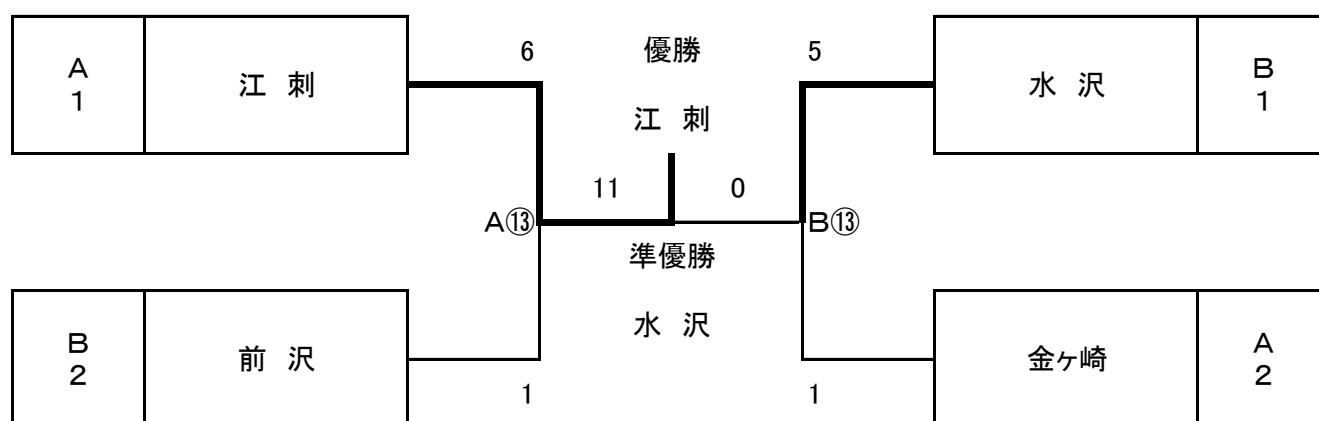 6 優勝 5
A 1 江 刺 水 沢 B 1
江 刺
11 0
A⑬ B⑬
準優勝
水 沢
B 2 前 沢 金ヶ崎 A 2
1 1